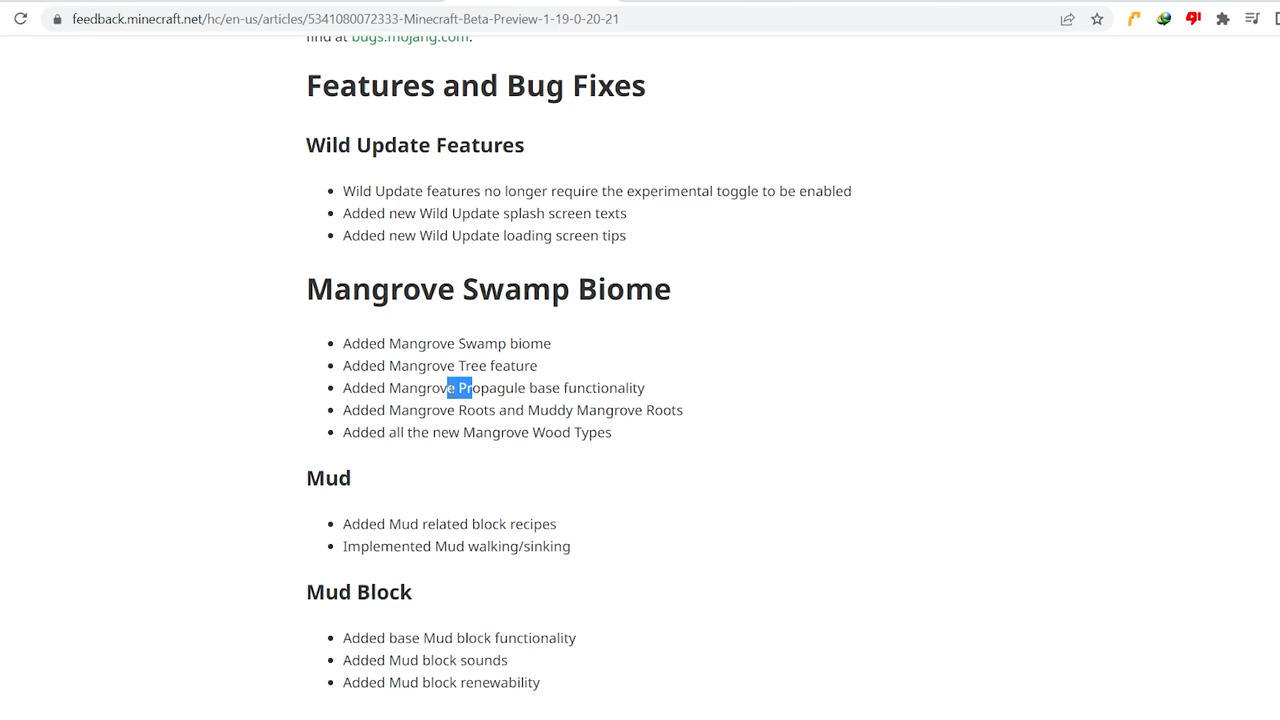 feedback.minecraft.net/hc/en-us/articles/5341080072333-Minecraft-Beta-Preview-1-19-0-20-21
find at bugs.mojang.com.
Features and Bug Fixes
Wild Update Features
• Wild Update features no longer require the experimental toggle to be enabled
• Added new Wild Update splash screen texts
• Added new Wild Update loading screen tips
Mangrove Swamp Biome
• Added Mangrove Swamp biome
• Added Mangrove Tree feature
• Added Mangrove Propagule base functionality
• Added Mangrove Roots and Muddy Mangrove Roots
• Added all the new Mangrove Wood Types
Mud
• Added Mud related block recipes
• Implemented Mud walking/sinking
Mud Block
• Added base Mud block functionality
• Added Mud block sounds
• Added Mud block renewability